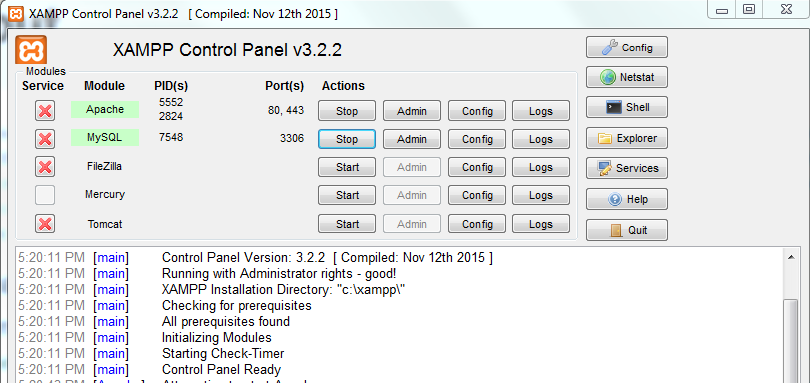 XAMPP Control Panel v3.2.2 [ Compiled: Nov 12th 2015 ]
XAMPP Control Panel v3.2.2
Config
Modules
Service Module PID(s) Port(s) Actions
Netstat
Apache 5552 2824 80, 443 Stop Admin Config Logs
Shell
MySQL 7548 3306 Stop Admin Config Logs
Explorer
FileZilla Start Admin Config Logs
Services
Mercury Start Admin Config Logs
Help
Tomcat Start Admin Config Logs
Quit
5:20:11 PM [main] Control Panel Version: 3.2.2 [ Compiled: Nov 12th 2015 ]
5:20:11 PM [main] Running with Administrator rights - good!
5:20:11 PM [main] XAMPP Installation Directory: "c:\xampp\"
5:20:11 PM [main] Checking for prerequisites
5:20:11 PM [main] All prerequisites found
5:20:11 PM [main] Initializing Modules
5:20:11 PM [main] Starting Check-Timer
5:20:11 PM [main] Control Panel Ready